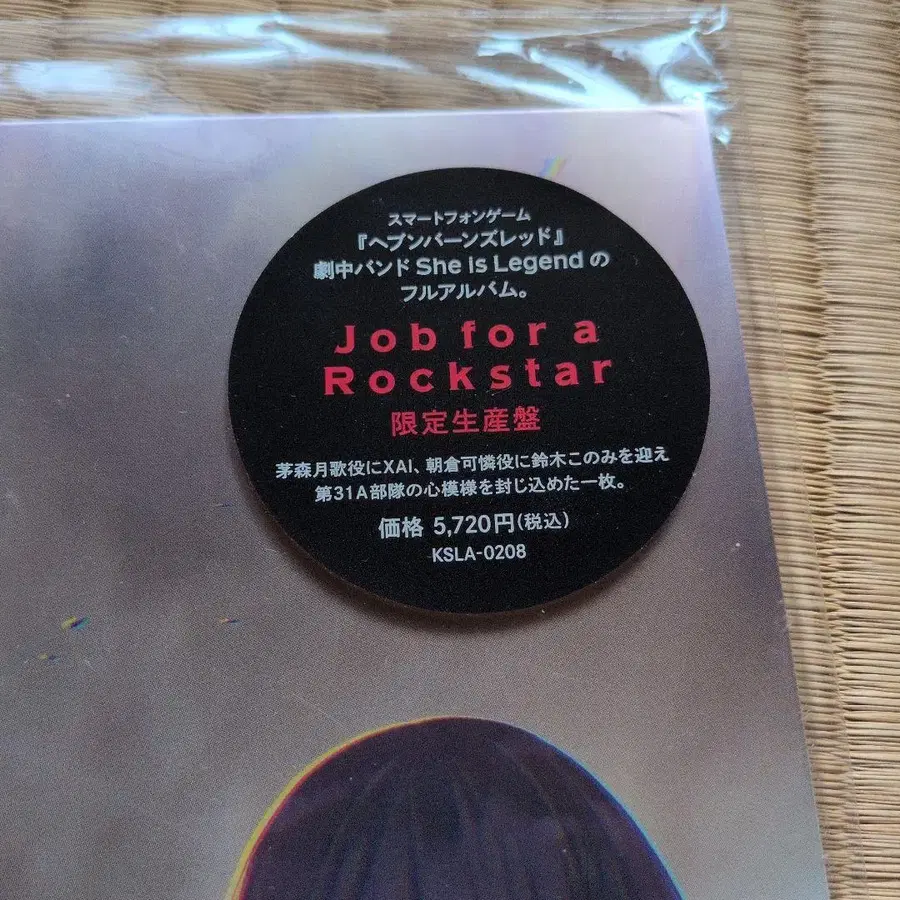 スマートフォンゲーム
『ヘブンバーンズレッド』
劇中バンド She is Legend の
フルアルバム。
Job for a
Rockstar
限定生産盤
茅森月歌役にXAI、朝倉可憐役に鈴木このみを迎え
第31A部隊の心模様を封じ込めた一枚。
価格 5,720円(税込)
KSLA-0208